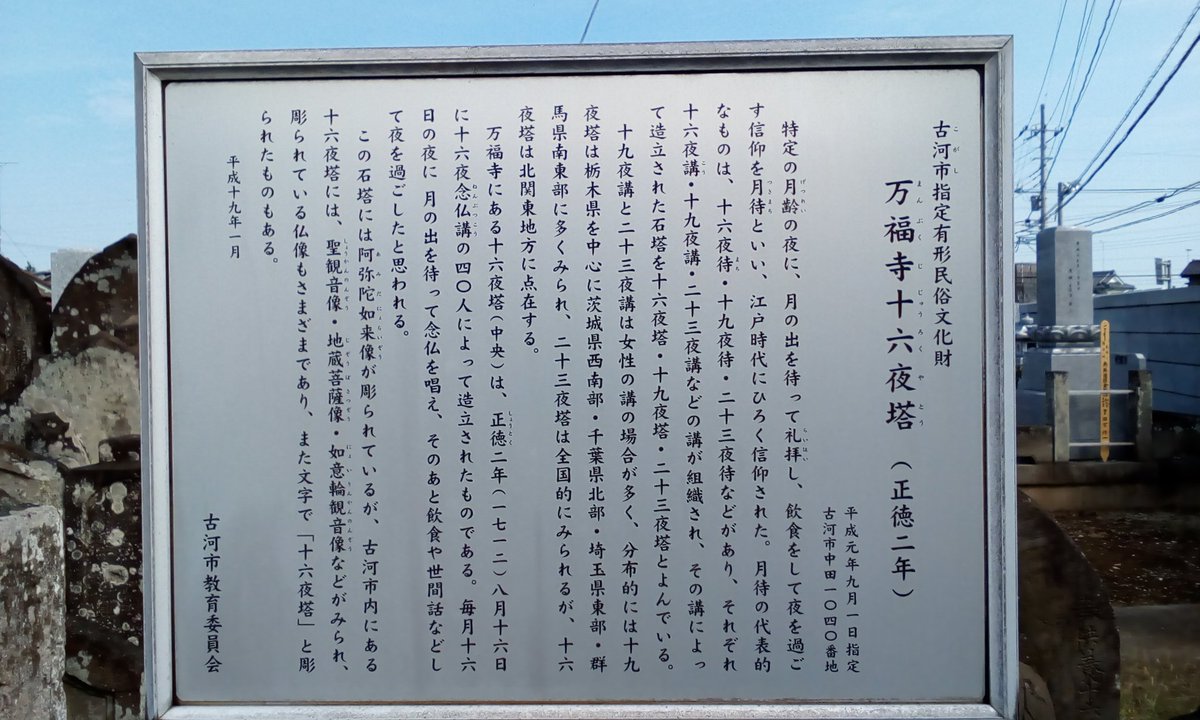 古河市指定有形民俗文化財
万福寺十六夜塔（正徳二年）
平成元年九月一日指定
古河市中田一〇四〇番地
特定の月齢の夜に、月の出を待って礼拝し、飲食をして夜を過ご
す信仰を月待といい、江戸時代にひろく信仰された。月待の代表的
なものは、十六夜待・十九夜待・二十三夜待などがあり、それぞれ
十六夜講・十九夜講・二十三夜講などの講が組織され、その講によっ
て造立された石塔を十六夜塔・十九夜塔・二十三夜塔とよんでいる。
十九夜講と二十三夜講は女性の講の場合が多く、分布的には十九
夜塔は栃木県を中心に茨城県西南部・千葉県北部・埼玉県東部・群
馬県南東部に多くみられ、二十三夜塔は全国的にみられるが、十六
夜塔は北関東地方に点在する。
万福寺にある十六夜塔（中央）は、正徳二年（一七一二）八月十六日
に十六夜念仏講の四〇人によって造立されたものである。毎月十六
日の夜に月の出を待って念仏を唱え、そのあと飲食や世間話などし
て夜を過ごしたと思われる。
この石塔には阿弥陀如来像が彫られているが、古河市内にある
十六夜塔には、聖観音像・地蔵菩薩像・如意輪観音像などがみられ、
彫られている仏像もさまざまであり、また文字で「十六夜塔」と彫
られたものもある。
平成十九年一月
古河市教育委員会